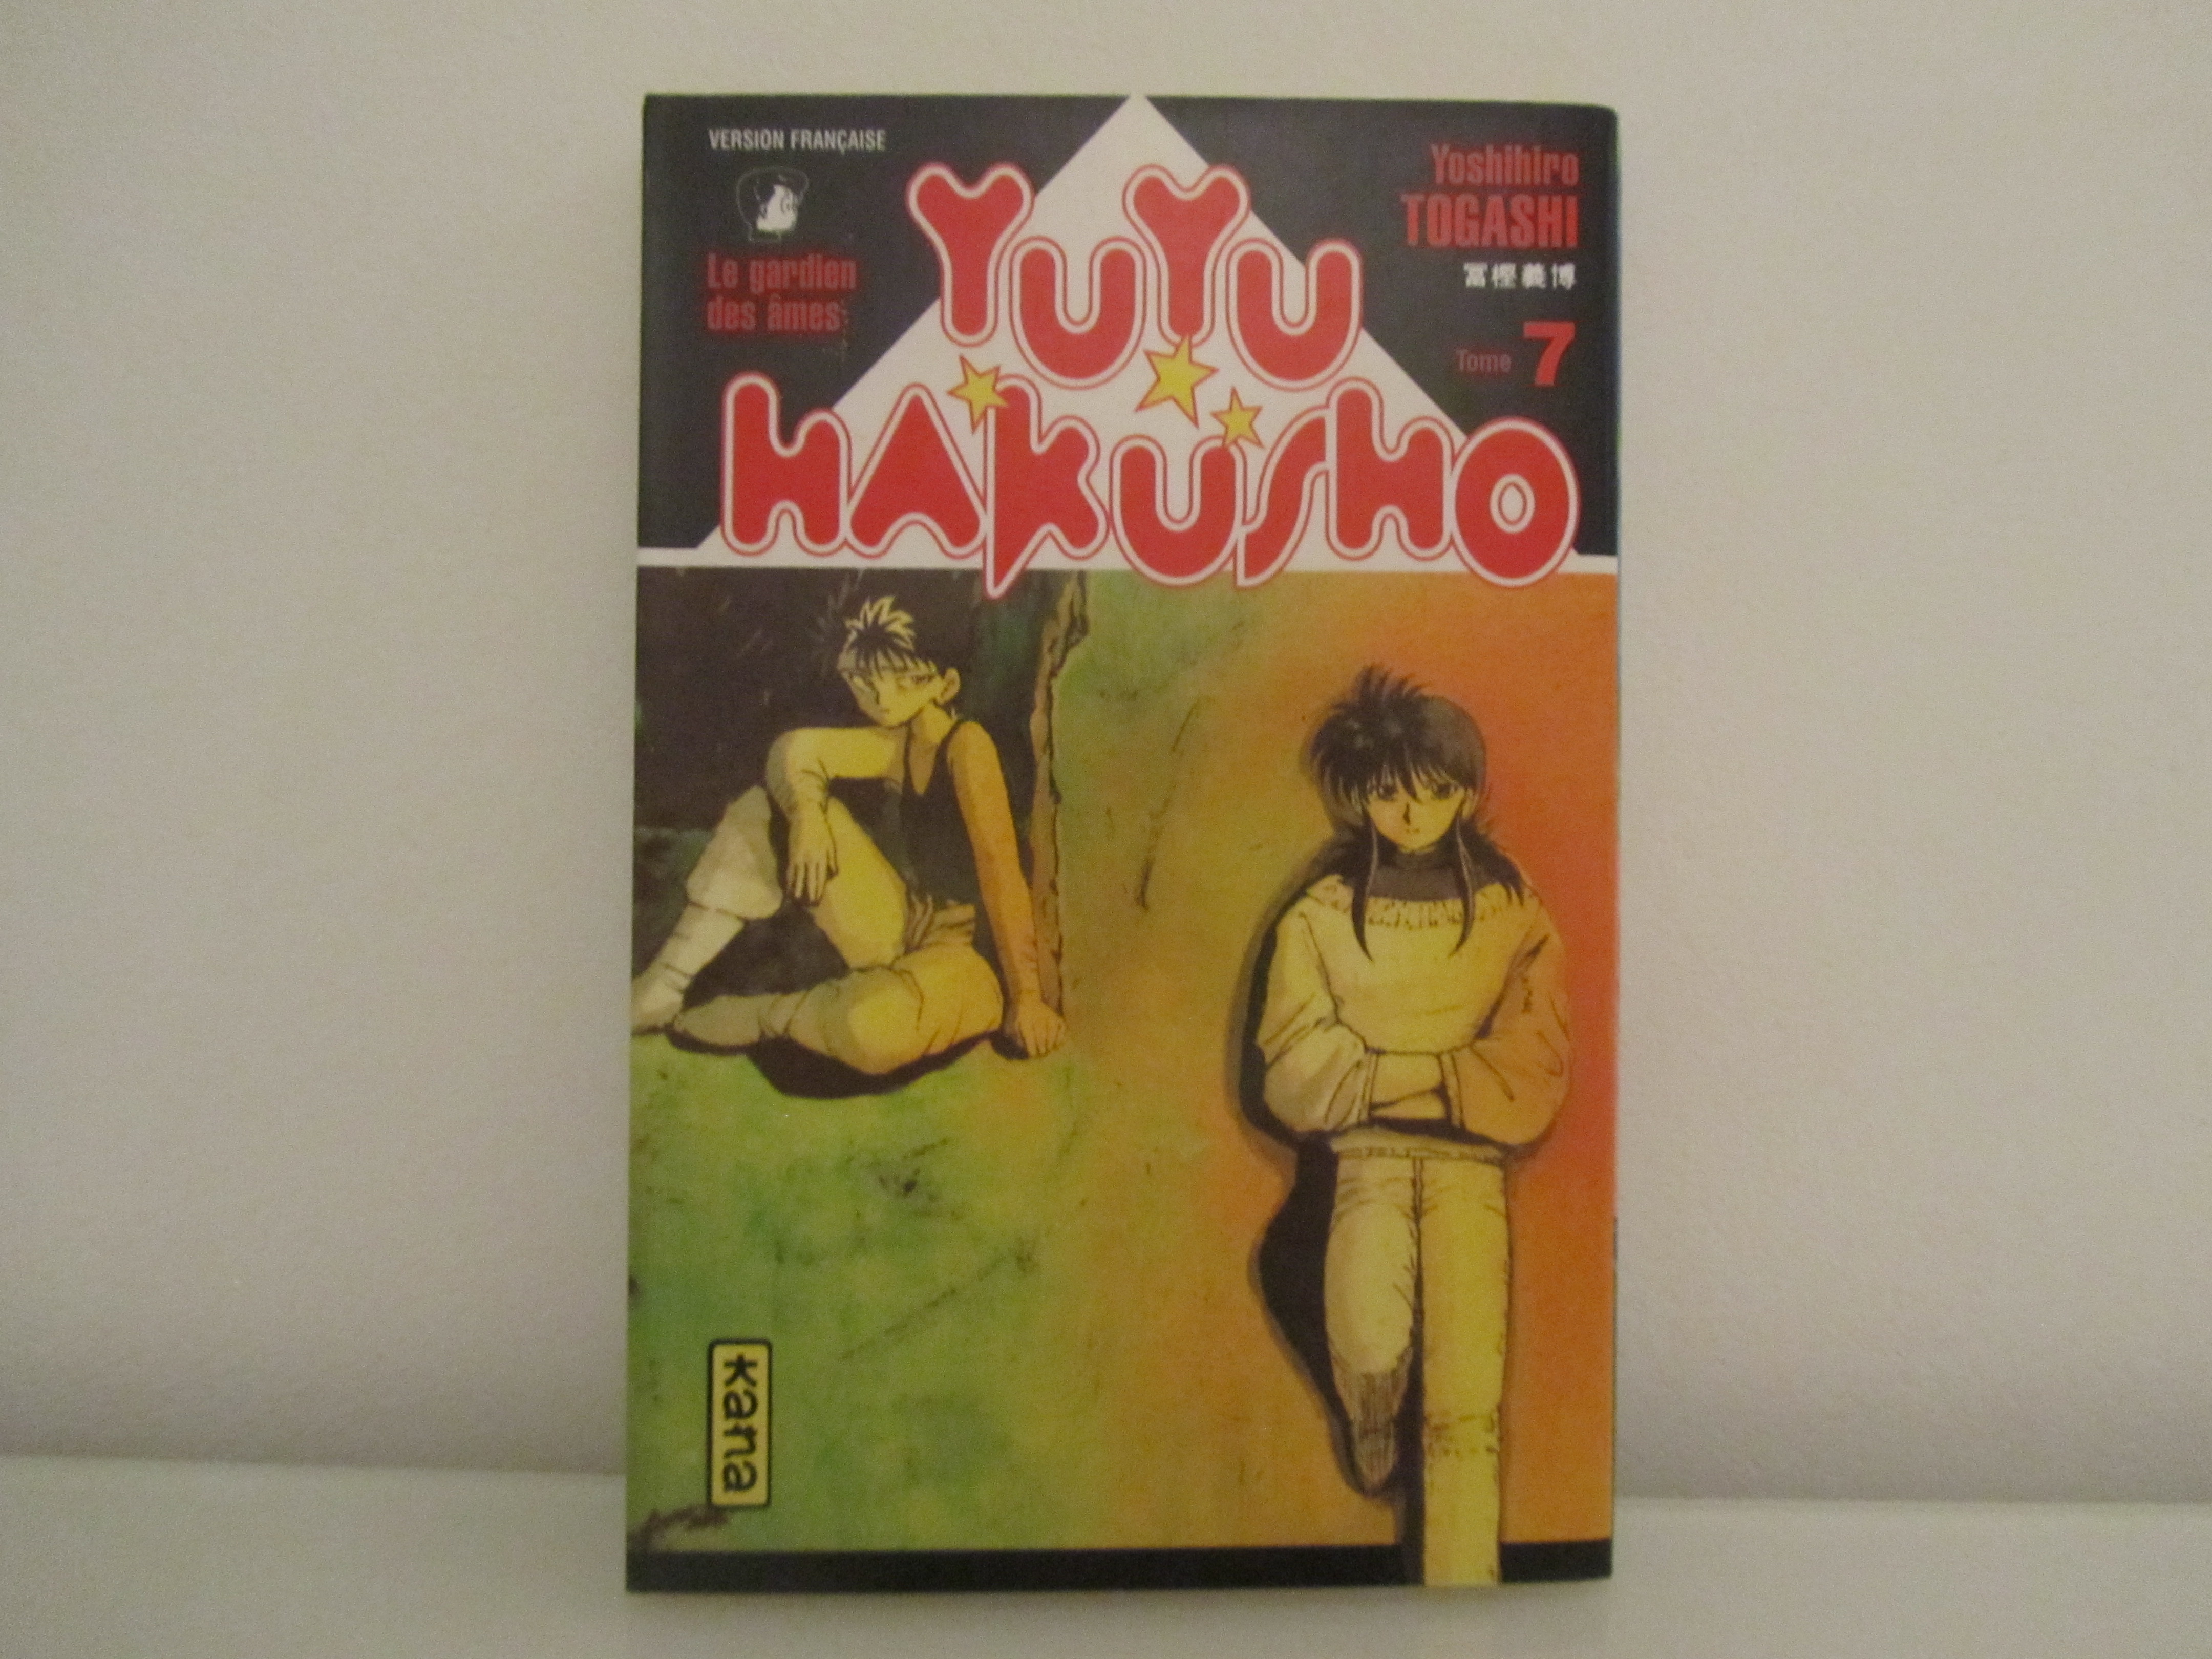 VERSION FRANÇAISE
Le gardien
des âmes
YUYU
HAKUSHO
Yoshihiro
TOGASHI
冨樫義博
Tome 7
kana